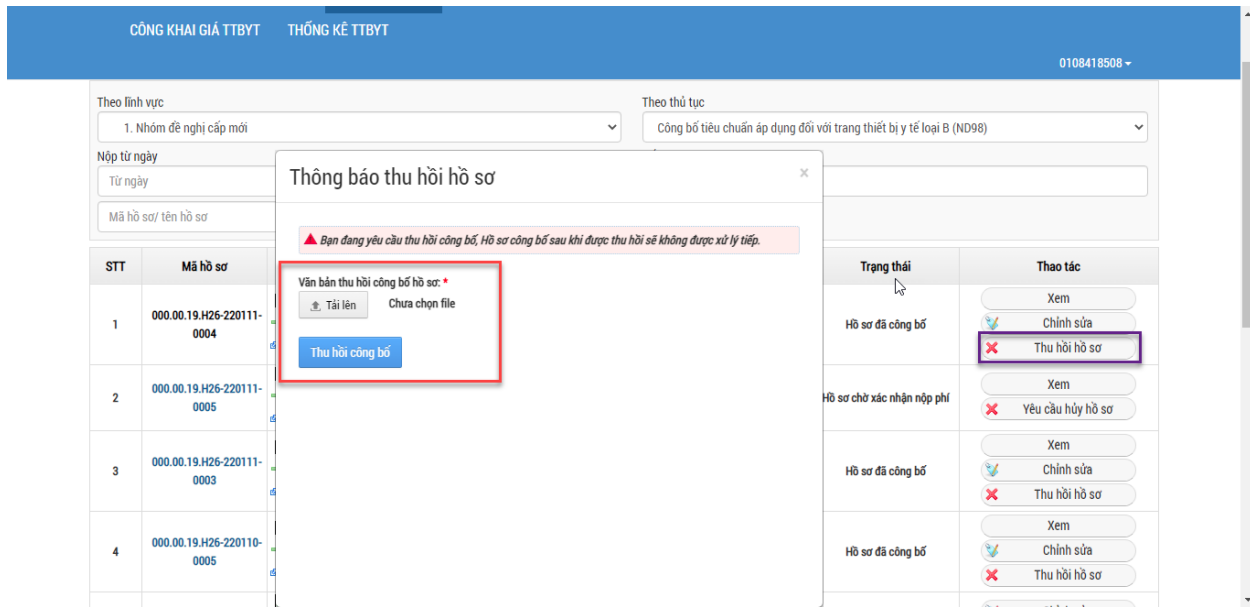 CÔNG KHAI GIÁ TTBYT THỐNG KÊ TTBYT
0108418508
Theo lĩnh vực Theo thủ tục
1. Nhóm đề nghị cấp mới Công bố tiêu chuẩn áp dụng đối với trang thiết bị y tế loại B (ND98)
Nộp từ ngày
Từ ngày
Mã hồ sơ/ tên hồ sơ
Thông báo thu hồi hồ sơ ×
Bạn đang yêu cầu thu hồi công bố, Hồ sơ công bố sau khi được thu hồi sẽ không được xử lý tiếp.
Văn bản thu hồi công bố hồ sơ: *
Tải lên Chưa chọn file
Thu hồi công bố
STT Mã hồ sơ Trạng thái Thao tác
1 000.00.19.H26-220111-
0004 Hồ sơ đã công bố Xem
Chỉnh sửa
Thu hồi hồ sơ
2 000.00.19.H26-220111-
0005 Hồ sơ chờ xác nhận nộp phí Xem
Yêu cầu hủy hồ sơ
3 000.00.19.H26-220111-
0003 Hồ sơ đã công bố Xem
Chỉnh sửa
Thu hồi hồ sơ
4 000.00.19.H26-220110-
0005 Hồ sơ đã công bố Xem
Chỉnh sửa
Thu hồi hồ sơ